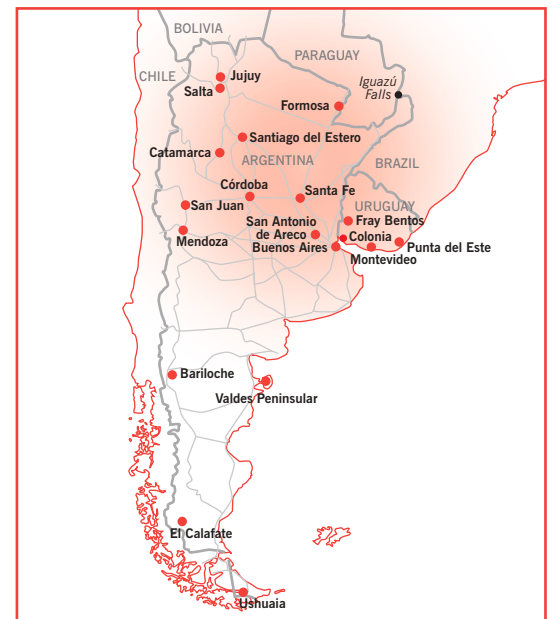 BOLIVIA
PARAGUAY
CHILE
Jujuy
Iguazú
Falls
Salta
Formosa
Santiago del Estero
Catamarca
ARGENTINA
BRAZIL
Córdoba
Santa Fe
San Juan
URUGUAY
Fray Bentos
San Antonio
de Areco
Mendoza
Colonia
Buenos Aires
Punta del Este
Montevideo
Bariloche
Valdes Peninsular
El Calafate
Ushuaia